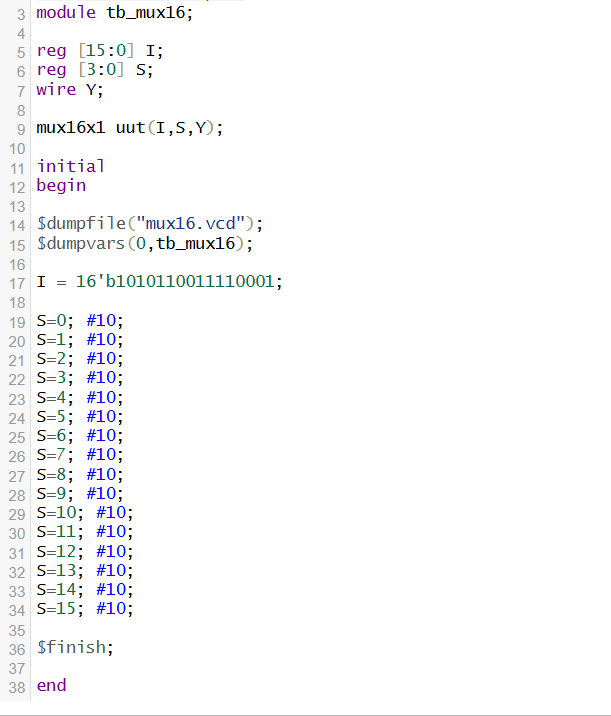 3 module tb_mux16;
4
5 reg [15:0] I;
6 reg [3:0] S;
7 wire Y;
8
9 mux16x1 uut(I,S,Y);
10
11 initial
12 begin
13
14 $dumpfile("mux16.vcd");
15 $dumpvars(0,tb_mux16);
16
17 I = 16'b1010110011110001;
18
19 S=0; #10;
20 S=1; #10;
21 S=2; #10;
22 S=3; #10;
23 S=4; #10;
24 S=5; #10;
25 S=6; #10;
26 S=7; #10;
27 S=8; #10;
28 S=9; #10;
29 S=10; #10;
30 S=11; #10;
31 S=12; #10;
32 S=13; #10;
33 S=14; #10;
34 S=15; #10;
35
36 $finish;
37
38 end